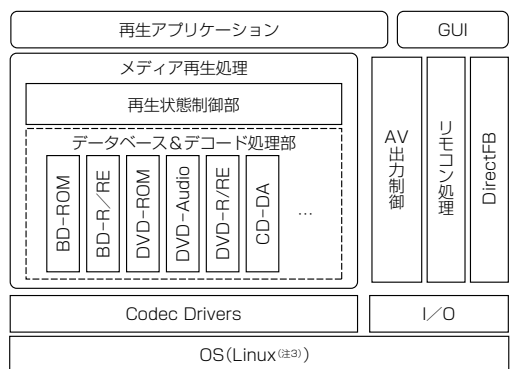 再生アプリケーション
GUI
メディア再生処理
再生状態制御部
データベース＆デコード処理部
BD-ROM
BD-R／RE
DVD-ROM
DVD-Audio
DVD-R/RE
CD-DA
…
AV出力制御
リモコン処理
DirectFB
Codec Drivers
I／O
OS（Linux（注3））